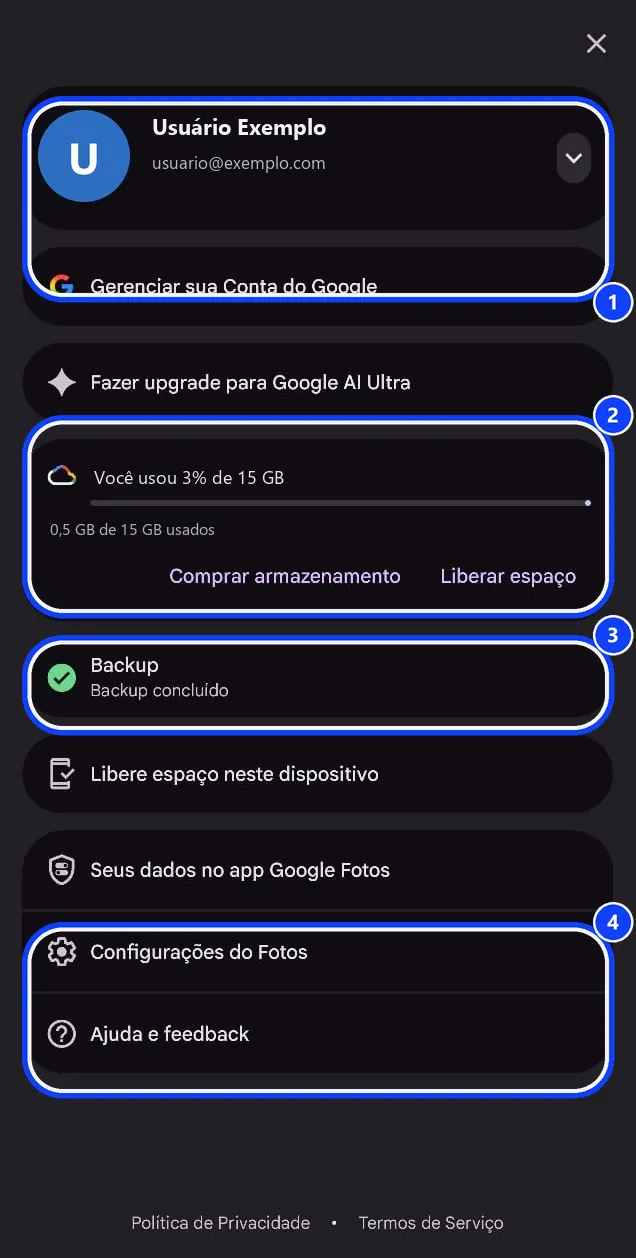 U
Usuário Exemplo
usuario@exemplo.com
Gerenciar sua Conta do Google
1
Fazer upgrade para Google AI Ultra
2
Você usou 3% de 15 GB
0,5 GB de 15 GB usados
Comprar armazenamento Liberar espaço
3
Backup
Backup concluído
Libere espaço neste dispositivo
Seus dados no app Google Fotos
4
Configurações do Fotos
Ajuda e feedback
Política de Privacidade • Termos de Serviço